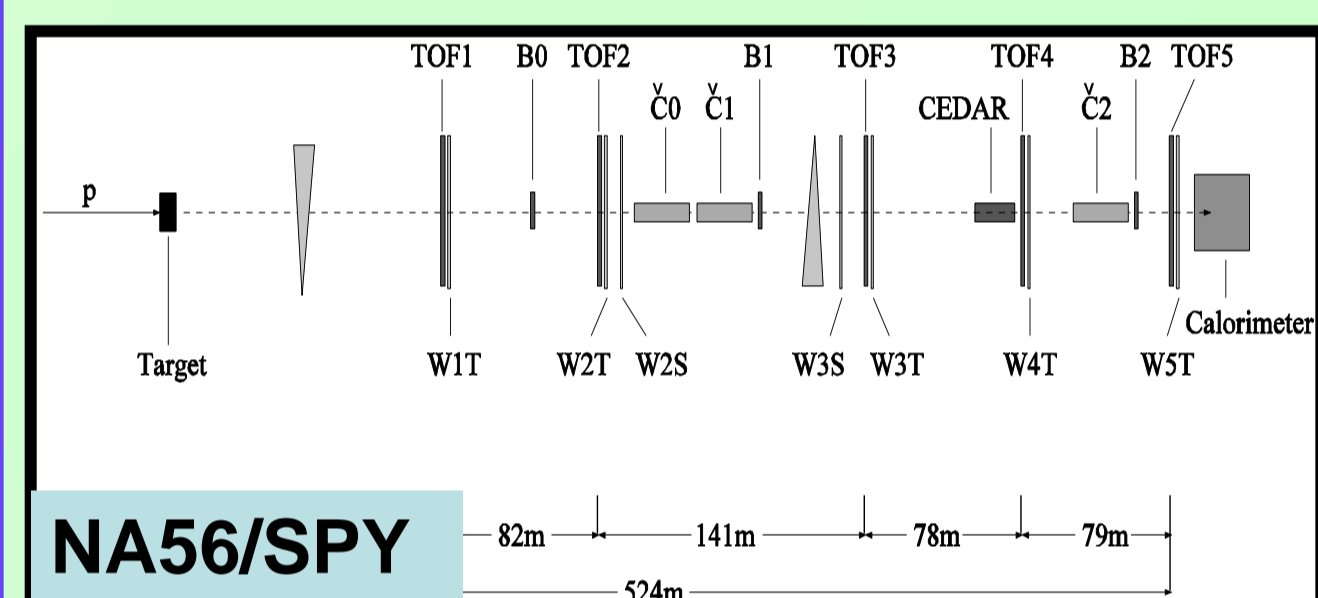 TOF1 B0 TOF2 B1 TOF3 TOF4 B2 TOF5
Č0 Č1 CEDAR Č2
p
Calorimeter
Target W1T W2T W2S W3S W3T W4T W5T
82m 141m 78m 79m
NA56/SPY
524m